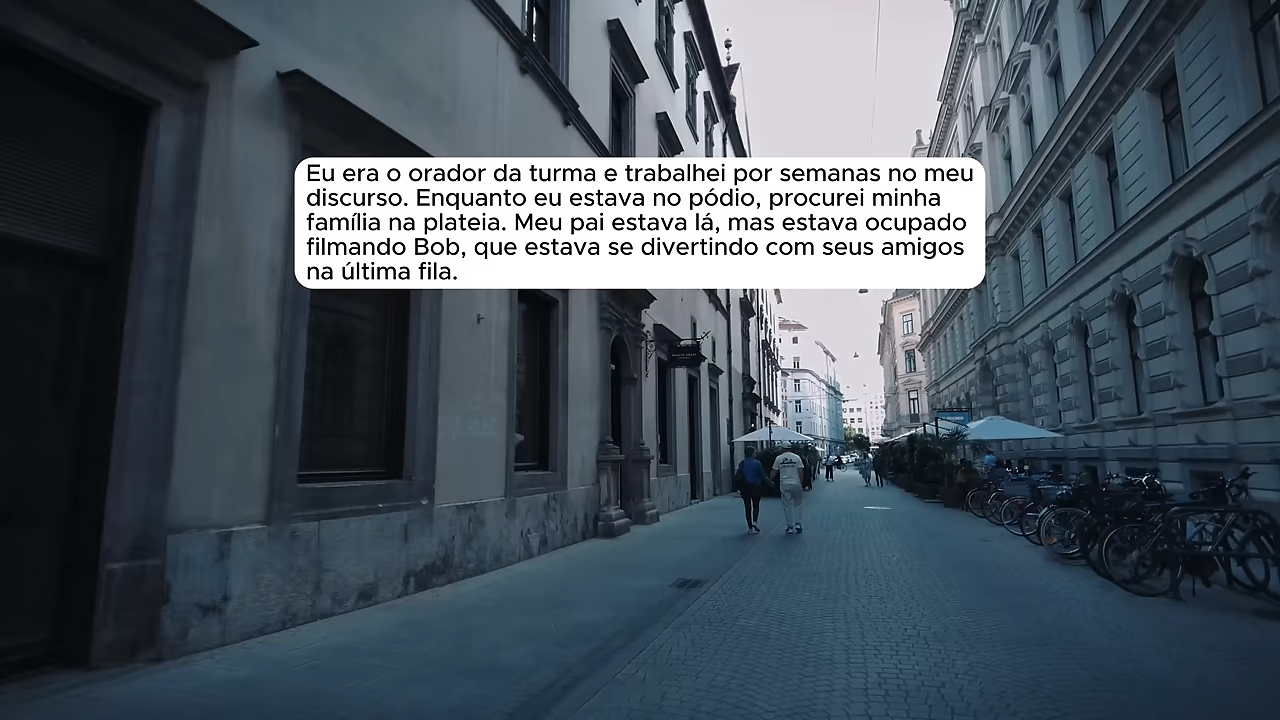 Eu era o orador da turma e trabalhei por semanas no meu
discurso. Enquanto eu estava no pódio, procurei minha
família na plateia. Meu pai estava lá, mas estava ocupado
filmando Bob, que estava se divertindo com seus amigos
na última fila.